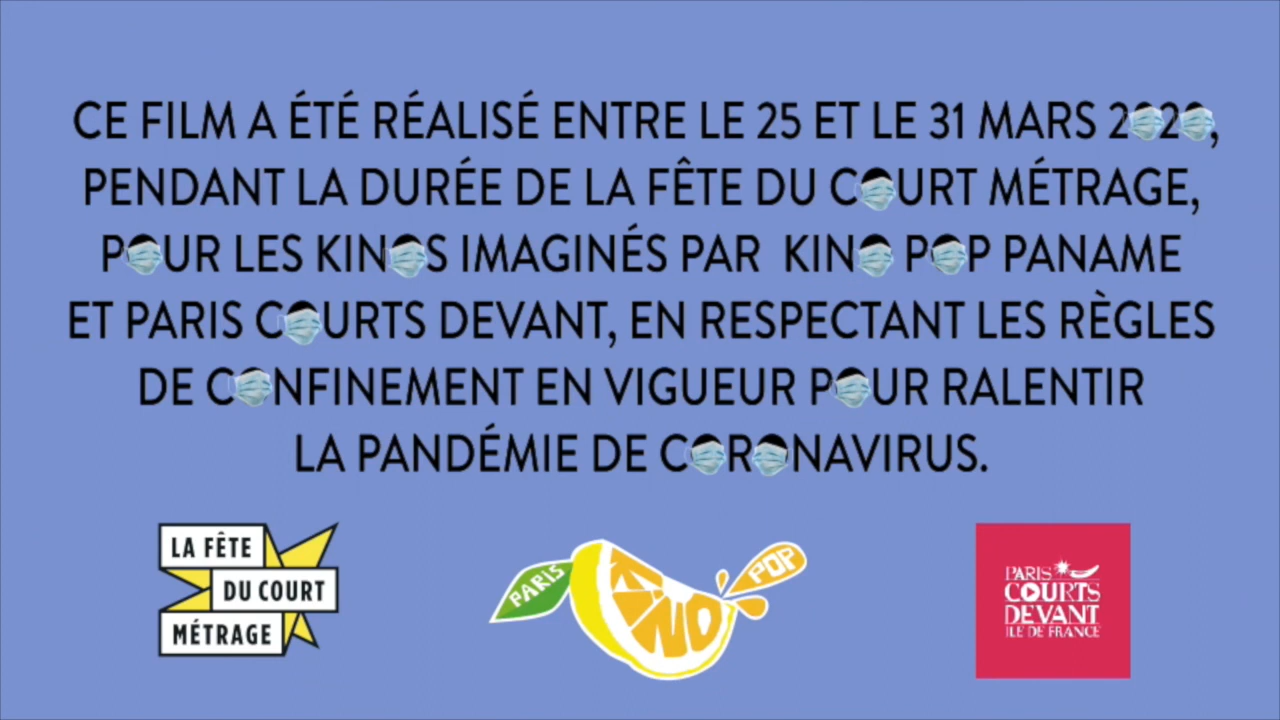 CE FILM A ÉTÉ RÉALISÉ ENTRE LE 25 ET LE 31 MARS 2020,
PENDANT LA DURÉE DE LA FÊTE DU COURT MÉTRAGE,
POUR LES KINOS IMAGINÉS PAR KINO POP PANAME
ET PARIS COURTS DEVANT, EN RESPECTANT LES RÈGLES
DE CONFINEMENT EN VIGUEUR POUR RALENTIR
LA PANDÉMIE DE CORONAVIRUS.
LA FÊTE
DU COURT
MÉTRAGE
PARIS
KINO
POP
PARIS
COURTS
DEVANT
ILE DE FRANCE